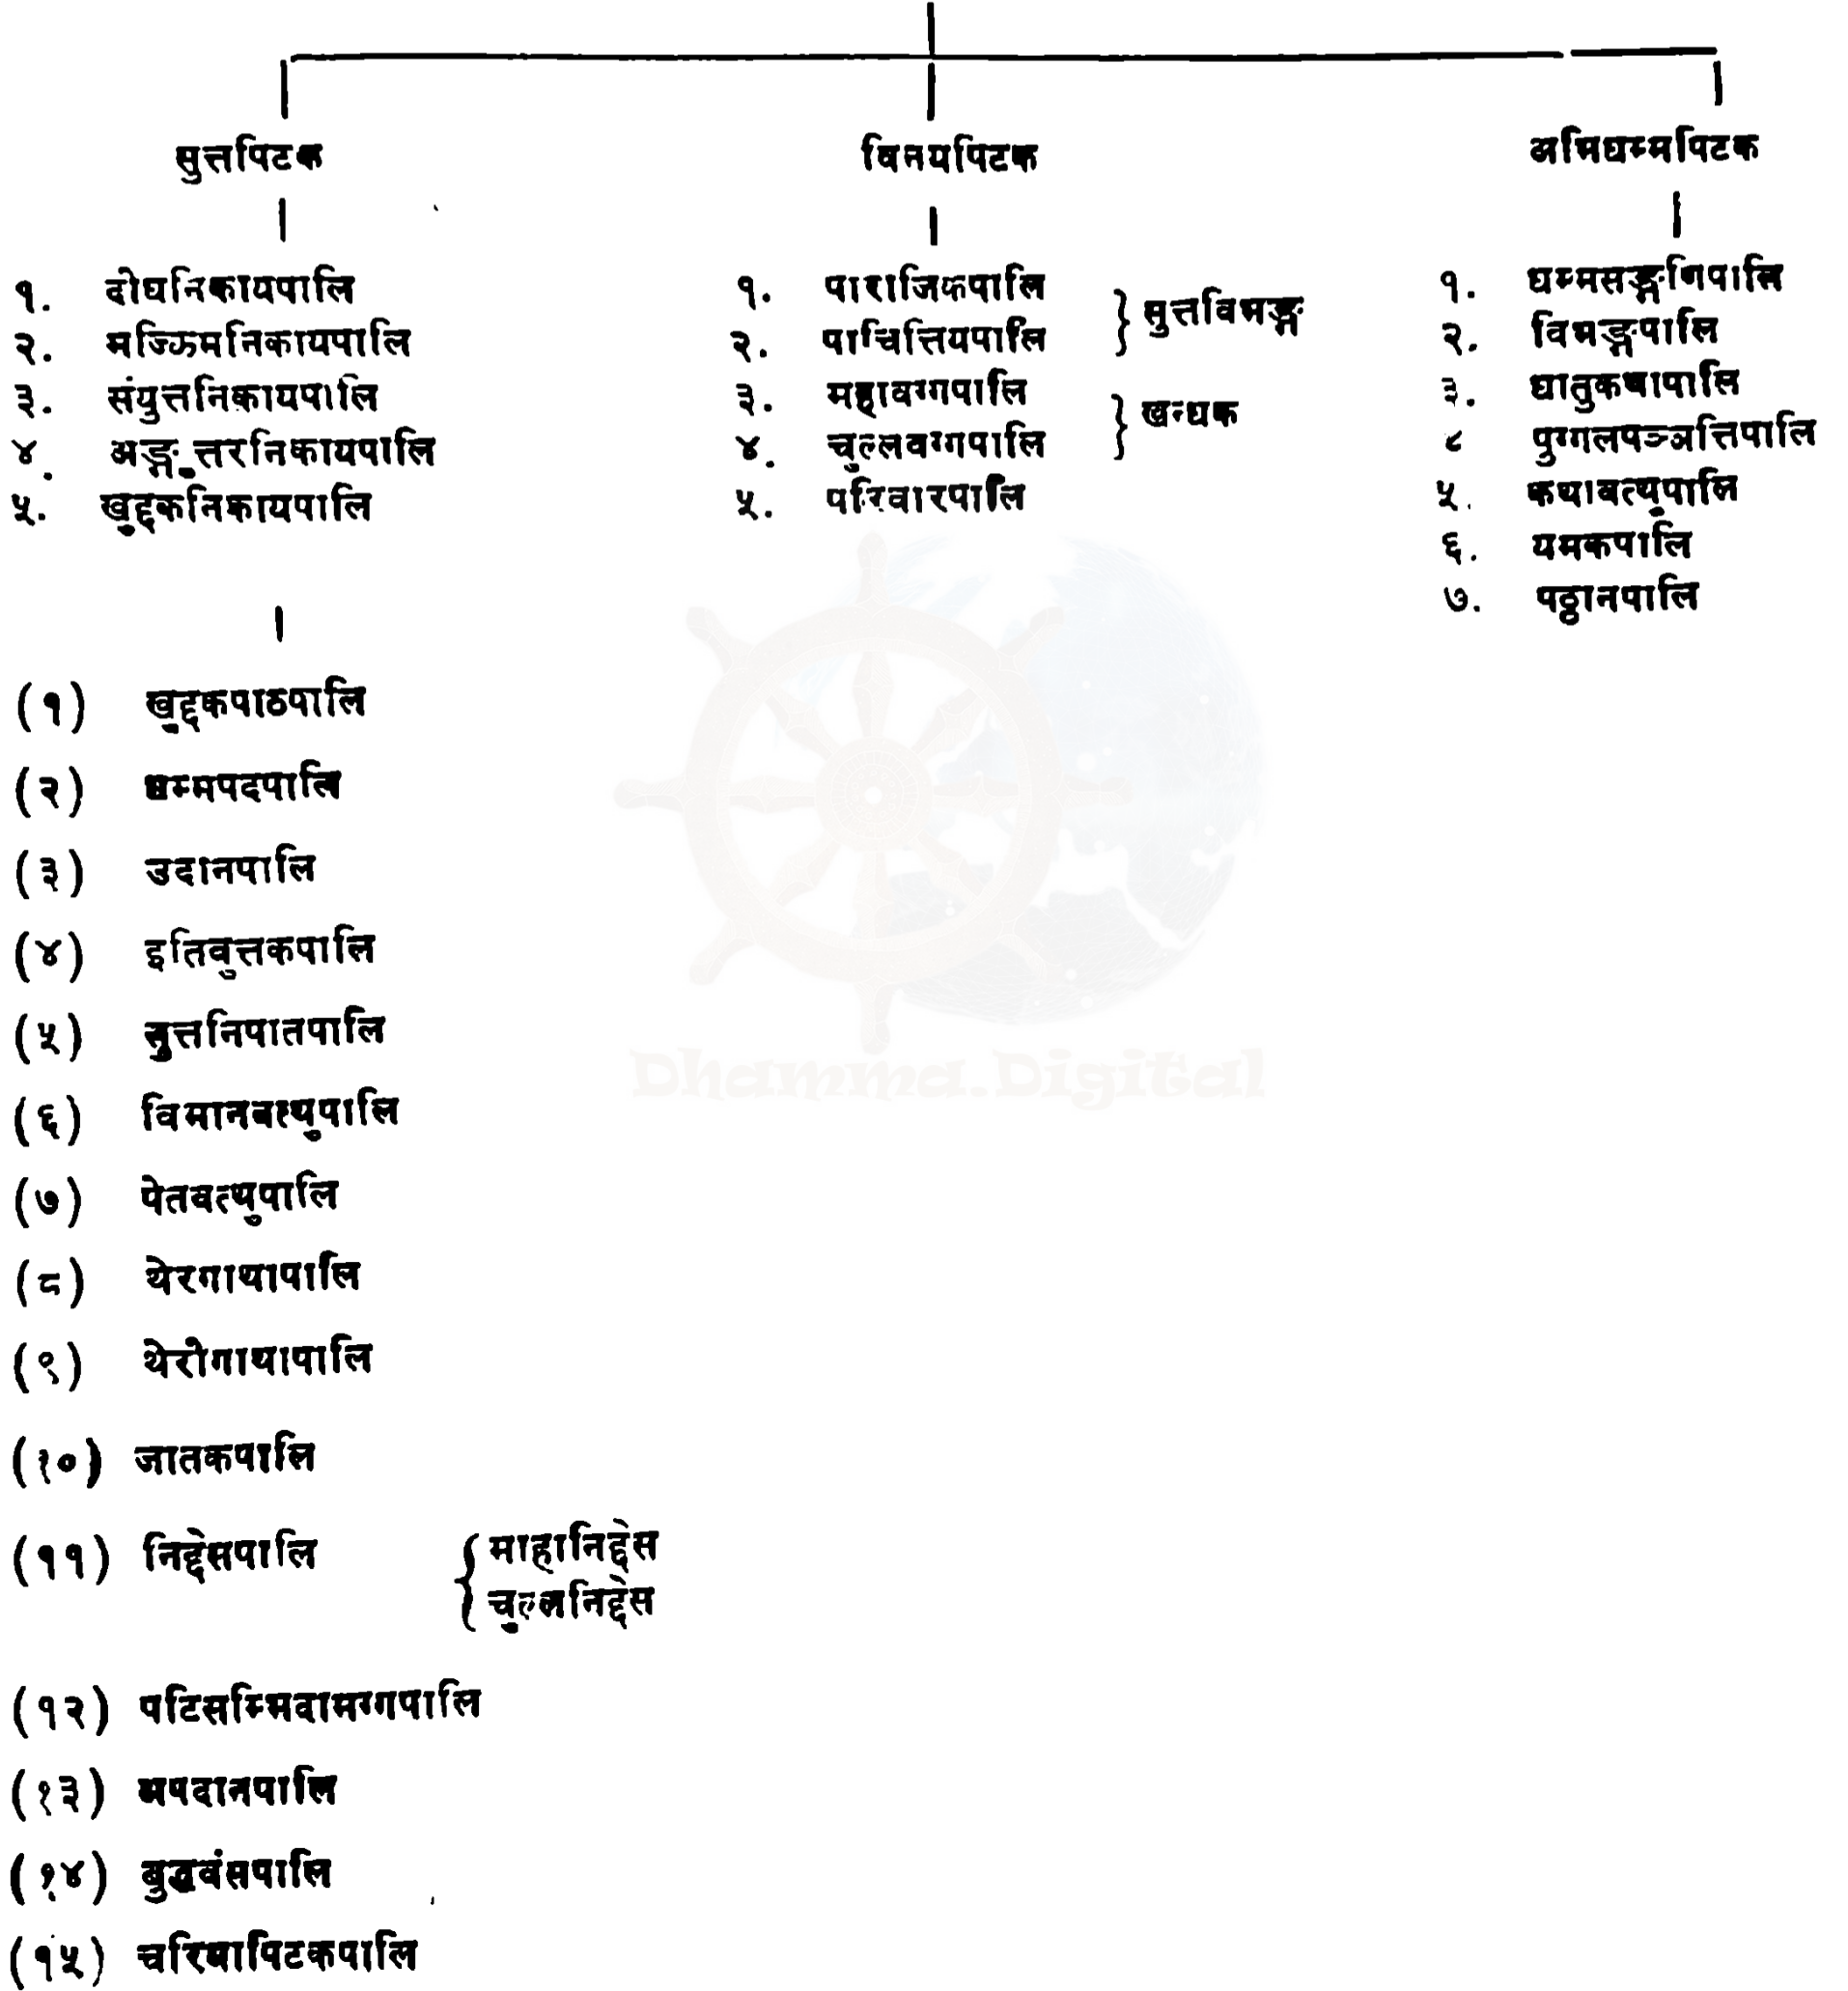 सुत्तपिटक
१. दीघनिकायपालि
२. मज्झिमनिकायपालि
३. संयुत्तनिकायपालि
४. अङ्गुत्तरनिकायपालि
५. खुद्दकनिकायपालि
(१) खुद्दकपाठपालि
(२) धम्मपदपालि
(३) उदानपालि
(४) इतिवुत्तकपालि
(५) सुत्तनिपातपालि
(६) विमानवत्थुपालि
(७) पेतवत्थुपालि
(८) थेरगाथापालि
(९) थेरीगाथापालि
(१०) जातकपालि
(११) निद्देसपालि
माहानिद्देस
चुल्लनिद्देस
(१२) पटिसम्भिदामग्गपालि
(१३) अपदानपालि
(१४) बुद्धवंसपालि
(१५) चरियापिटकपालि
विनयपिटक
१. पाराजिकपालि
२. पाचित्तियपालि
सुत्तविभङ्ग
३. महावग्गपालि
४. चुल्लवग्गपालि
खन्धक
५. परिवारपालि
अभिधम्मपिटक
१. धम्मसङ्गणिपालि
२. विभङ्गपालि
३. धातुकथापालि
४ पुग्गलपञ्ञत्तिपालि
५. कथावत्थुपालि
६. यमकपालि
७. पठ्ठानपालि
Dhamma.Digital